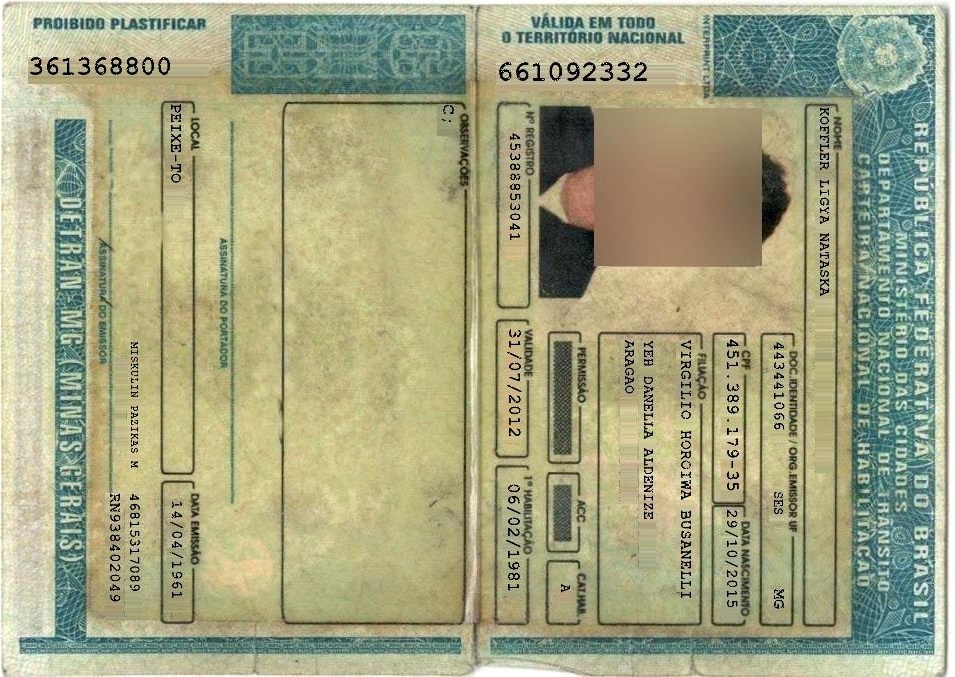 PROIBIDO PLASTIFICAR
361368800
OBSERVAÇÕES
C;
ASSINATURA DO PORTADOR
LOCAL
PEIXE-TO
DATA EMISSÃO
14/04/1961
MISKULIN PAZIKAS M
46815317089
RN938402049
ASSINATURA DO EMISSOR
DETRAN-MG MINAS GERAIS
VÁLIDA EM TODO
O TERRITÓRIO NACIONAL
661092332
INTERPRINT LTDA
REPÚBLICA FEDERATIVA DO BRASIL
MINISTÉRIO DAS CIDADES
DEPARTAMENTO NACIONAL DE TRÂNSITO
CARTEIRA NACIONAL DE HABILITAÇÃO
NOME
KOFFLER LIGYA NATASKA
DOC. IDENTIDADE / ORG. EMISSOR UF
443441066 SES MG
CPF
451.389.179-35
DATA NASCIMENTO
29/10/2015
FILIAÇÃO
VIRGILIO HOROIWA BUSANELLI
YEH DANELLA ALDENIZE
ARAGAO
PERMISSÃO
ACC
CAT.HAB.
A
Nº REGISTRO
45386853041
VALIDADE
31/07/2012
1ª HABILITAÇÃO
06/02/1981